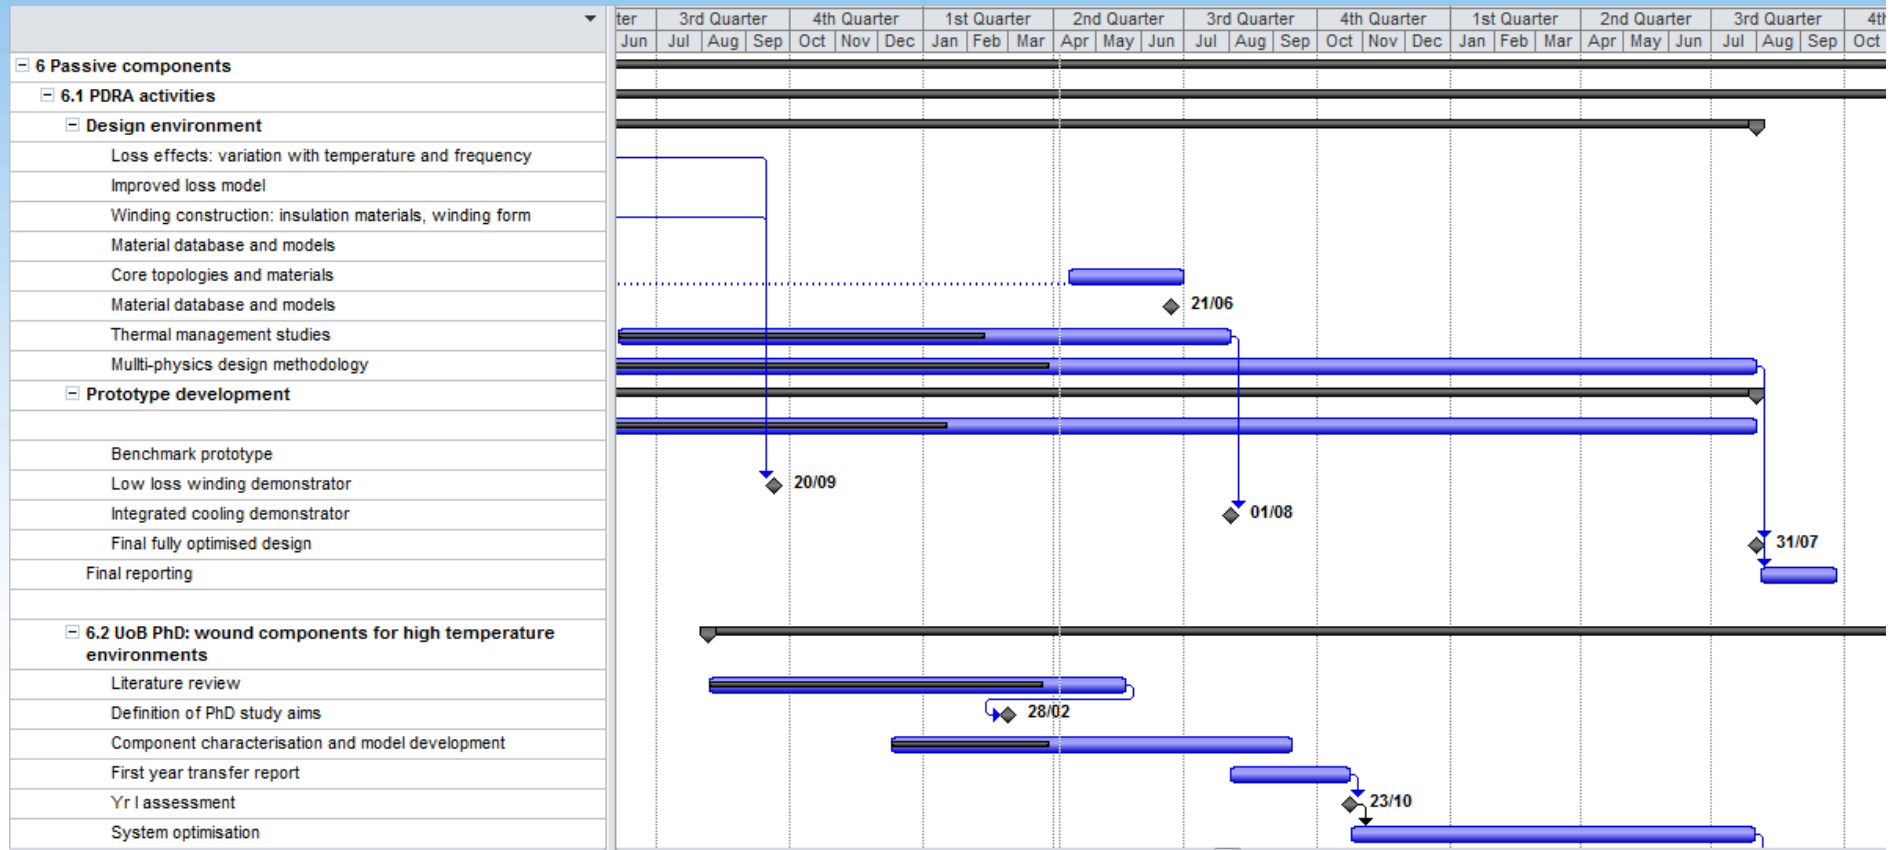 ter 3rd Quarter 4th Quarter 1st Quarter 2nd Quarter 3rd Quarter 4th Quarter 1st Quarter 2nd Quarter 3rd Quarter 4th
Jun Jul Aug Sep Oct Nov Dec Jan Feb Mar Apr May Jun Jul Aug Sep Oct Nov Dec Jan Feb Mar Apr May Jun Jul Aug Sep Oct
6 Passive components
6.1 PDRA activities
Design environment
Loss effects: variation with temperature and frequency
Improved loss model
Winding construction: insulation materials, winding form
Material database and models
Core topologies and materials
Material database and models 21/06
Thermal management studies
Mullti-physics design methodology
Prototype development
Benchmark prototype
Low loss winding demonstrator 20/09
Integrated cooling demonstrator 01/08
Final fully optimised design 31/07
Final reporting
6.2 UoB PhD: wound components for high temperature
environments
Literature review
Definition of PhD study aims 28/02
Component characterisation and model development
First year transfer report
Yr I assessment 23/10
System optimisation